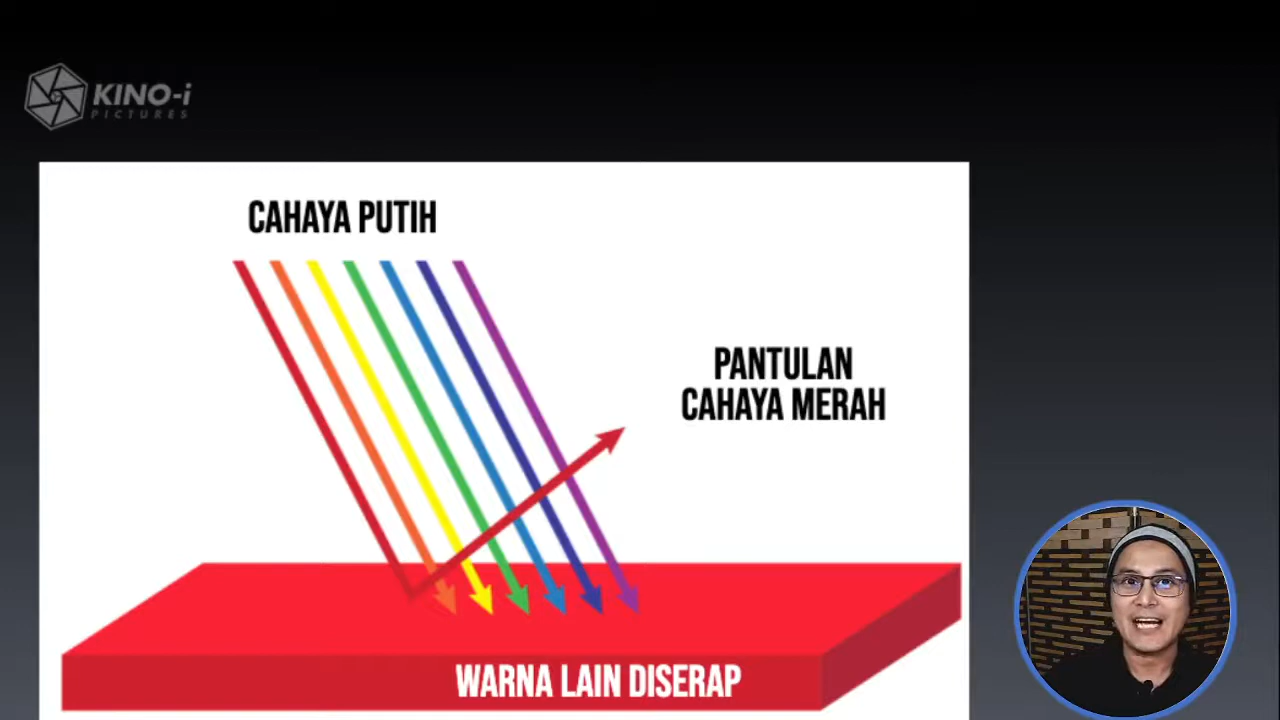 KINO-i
PICTURES
CAHAYA PUTIH
PANTULAN
CAHAYA MERAH
WARNA LAIN DISERAP